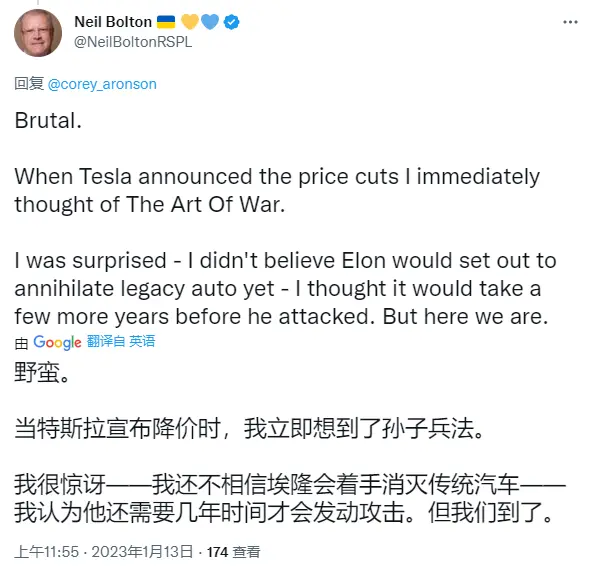 Neil Bolton 🇺🇦 💛💙
@NeilBoltonRSPL
回复 @corey_aronson
Brutal.
When Tesla announced the price cuts I immediately
thought of The Art Of War.
I was surprised - I didn't believe Elon would set out to
annihilate legacy auto yet - I thought it would take a
few more years before he attacked. But here we are.
由 Google 翻译自 英语
野蛮。
当特斯拉宣布降价时，我立即想到了孙子兵法。
我很惊讶——我还不相信埃隆会着手消灭传统汽车——
我认为他还需要几年时间才会发动攻击。但我们到了。
上午11:55 · 2023年1月13日 · 174 查看